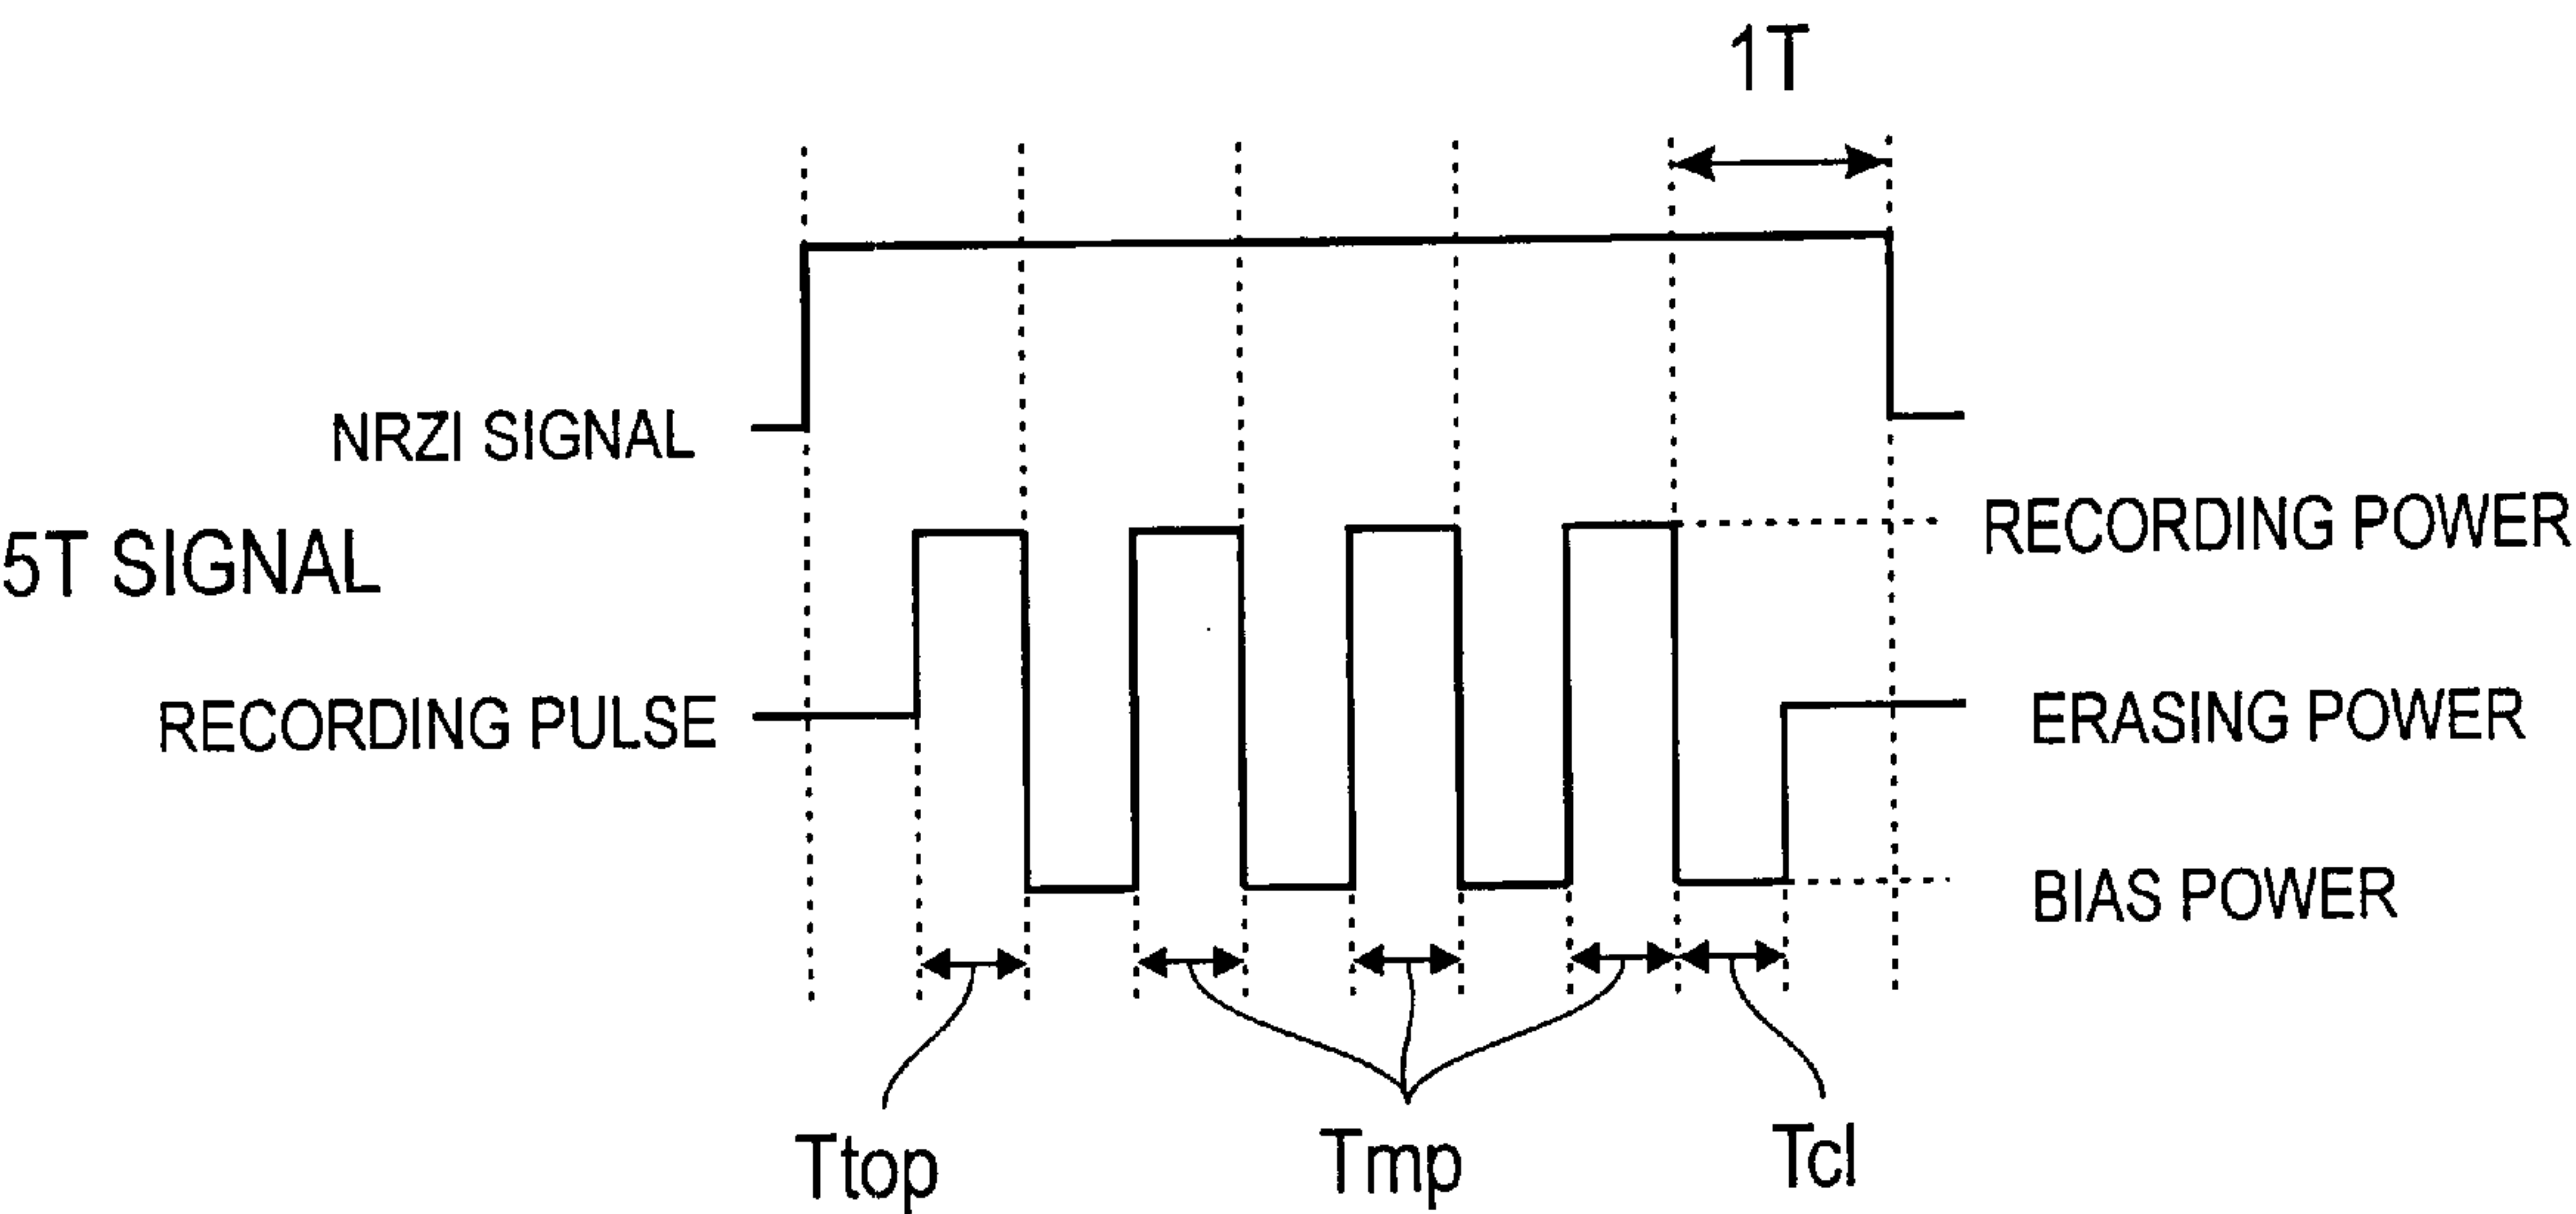 1T
NRZI SIGNAL
5T SIGNAL
RECORDING POWER
RECORDING PULSE
ERASING POWER
BIAS POWER
Ttop
Tmp
Tcl